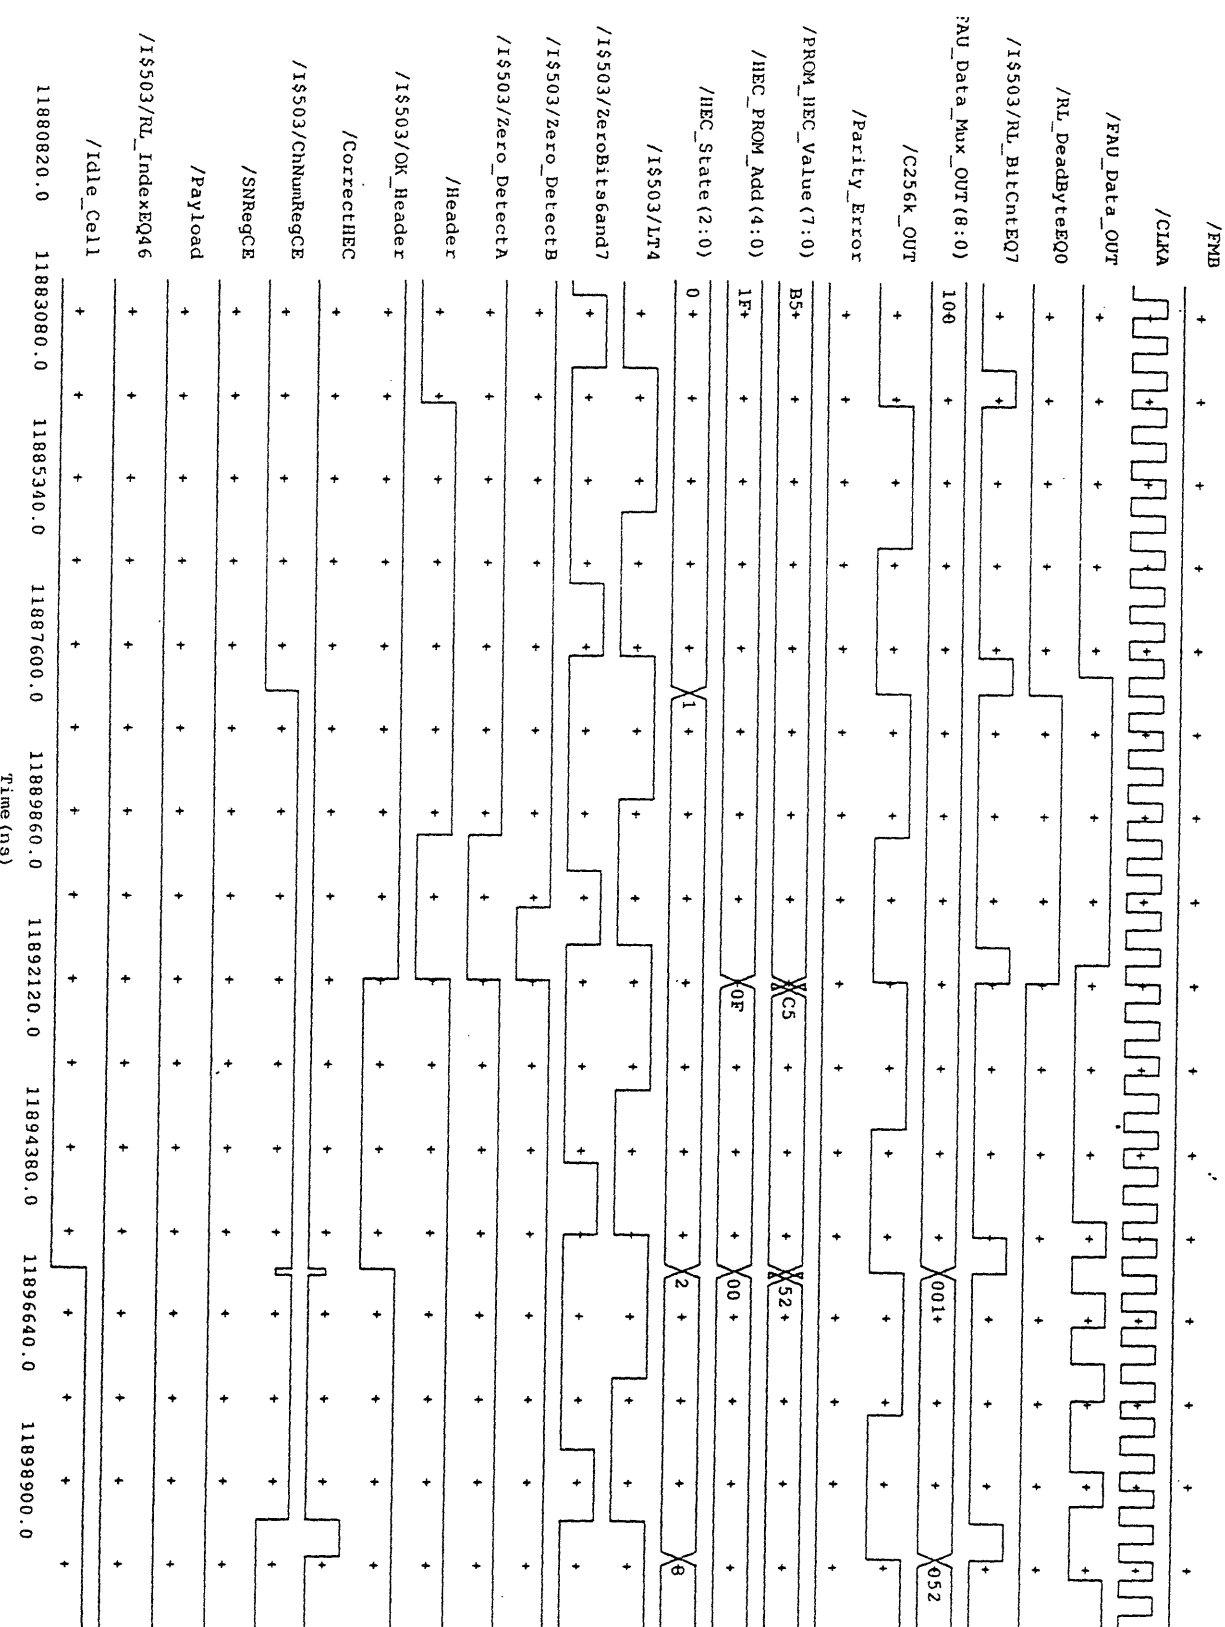 /FMB
/CLKA
/FAU_Data_OUT
/RL_DeadByteEQ0
/I$503/RL_BitCntEQ7
FAU_Data_Mux_OUT(8:0)
100
001
052
/C256k_OUT
/Parity_Error
/PROM_HEC_Value(7:0)
B5
C5
52
/HEC_PROM_Add(4:0)
1F
0F
00
/HEC_State(2:0)
0
1
2
/I$503/LT4
/I$503/ZeroBits6and7
/I$503/Zero_DetectB
/I$503/Zero_DetectA
/Header
/I$503/OK_Header
/CorrectHEC
/I$503/ChNumRegCE
/SNRegCE
/Payload
/I$503/RL_IndexEQ46
/Idle_Cell
11880820.0 11883080.0 11885340.0 11887600.0 11889860.0 11892120.0 11894380.0 11896640.0 11898900.0
Time(ns)